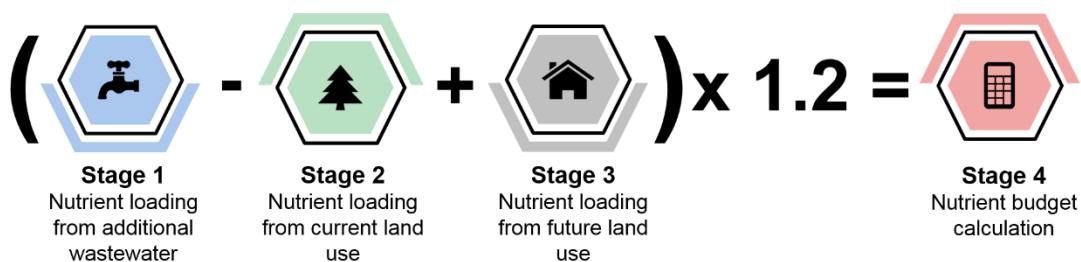 ( - + ) x 1.2 =
Stage 1
Nutrient loading
from additional
wastewater
Stage 2
Nutrient loading
from current land
use
Stage 3
Nutrient loading
from future land
use
Stage 4
Nutrient budget
calculation